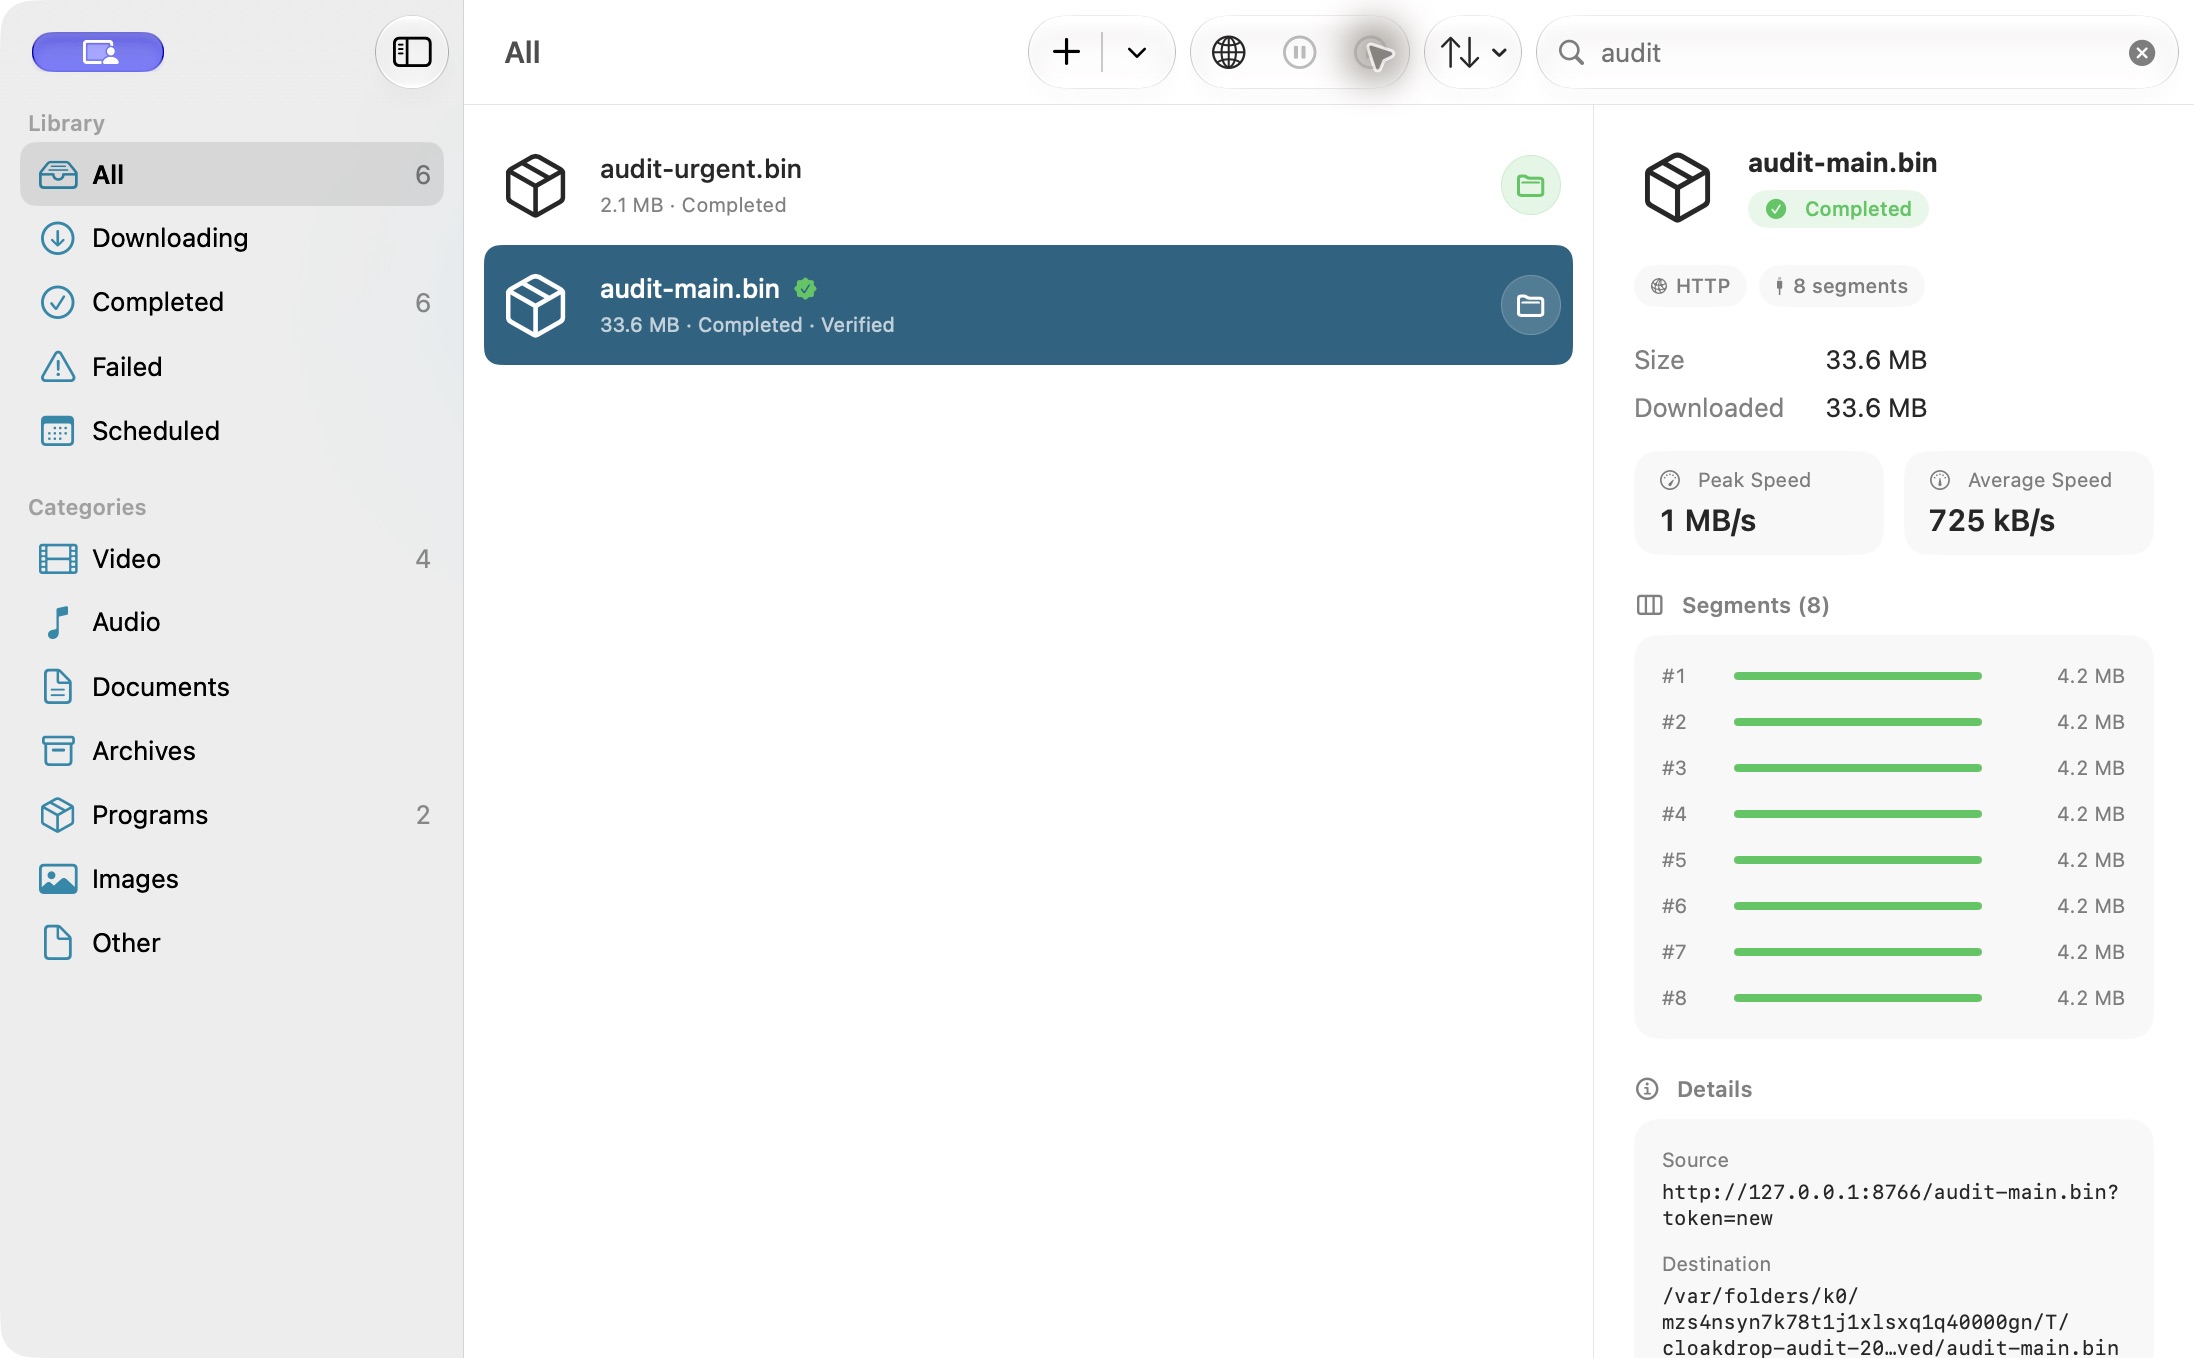 All
audit
Library
All 6
Downloading
Completed 6
Failed
Scheduled
Categories
Video 4
Audio
Documents
Archives
Programs 2
Images
Other
audit-urgent.bin
2.1 MB · Completed
audit-main.bin
33.6 MB · Completed · Verified
audit-main.bin
Completed
HTTP
8 segments
Size 33.6 MB
Downloaded 33.6 MB
Peak Speed
1 MB/s
Average Speed
725 kB/s
Segments (8)
#1 4.2 MB
#2 4.2 MB
#3 4.2 MB
#4 4.2 MB
#5 4.2 MB
#6 4.2 MB
#7 4.2 MB
#8 4.2 MB
Details
Source
http://127.0.0.1:8766/audit-main.bin?
token=new
Destination
/var/folders/k0/
mzs4nsyn7k78t1j1xlsxq1q40000gn/T/
cloakdrop-audit-20…ved/audit-main.bin